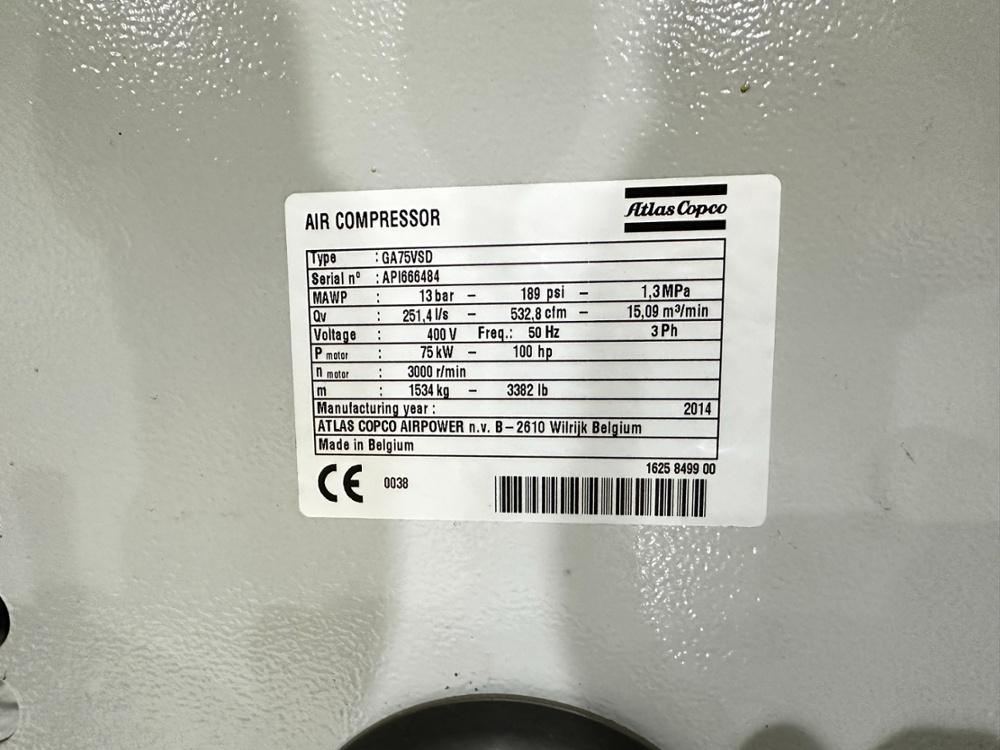 AIR COMPRESSOR
Atlas Copco
Type : GA75VSD
Serial nº : API666484
MAWP : 13 bar – 189 psi – 1,3 MPa
Qv : 251,4 l/s – 532,8 cfm – 15,09 m³/min
Voltage : 400 V Freq.: 50 Hz 3 Ph
P motor : 75 kW – 100 hp
n motor : 3000 r/min
m : 1534 kg – 3382 lb
Manufacturing year : 2014
ATLAS COPCO AIRPOWER n.v. B – 2610 Wilrijk Belgium
Made in Belgium
1625 8499 00
CE 0038